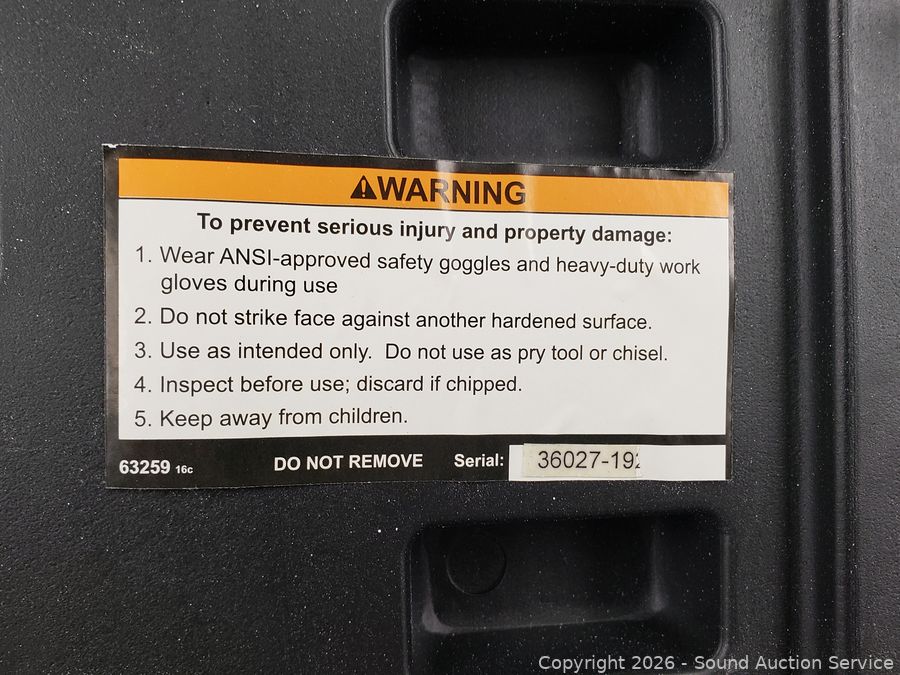 ⚠WARNING
To prevent serious injury and property damage:
1. Wear ANSI-approved safety goggles and heavy-duty work
gloves during use
2. Do not strike face against another hardened surface.
3. Use as intended only. Do not use as pry tool or chisel.
4. Inspect before use; discard if chipped.
5. Keep away from children.
63259 16c DO NOT REMOVE Serial: 36027-192
Copyright 2026 - Sound Auction Service